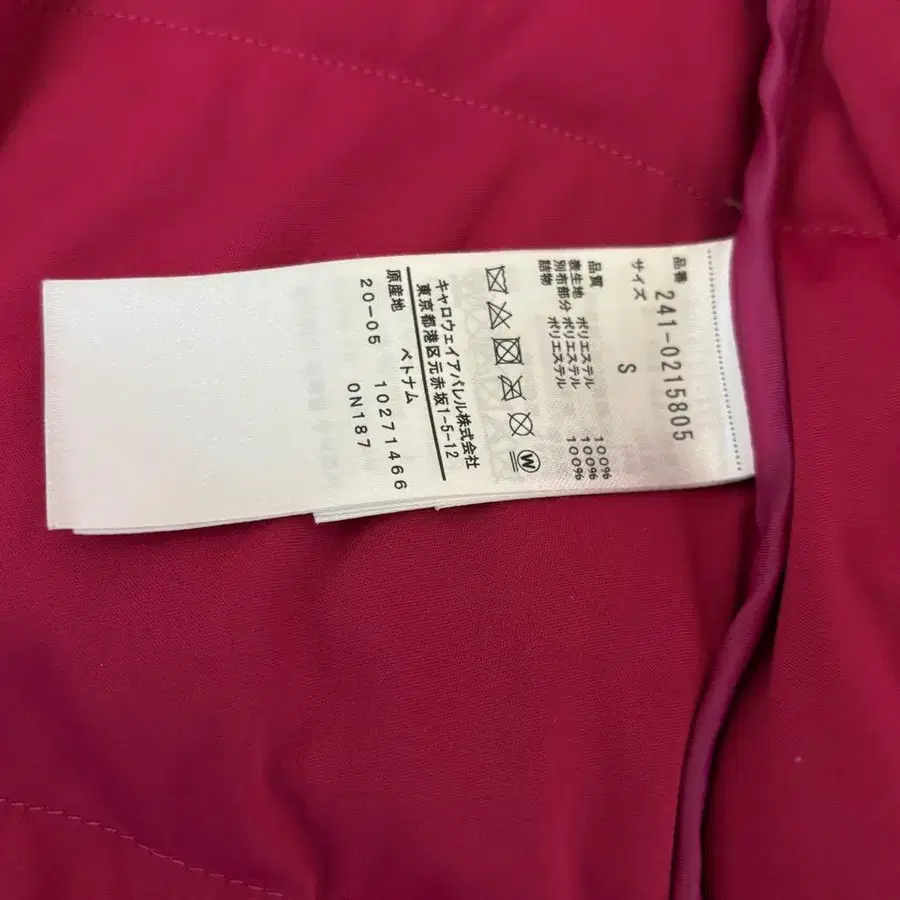 品番
241-0215805
サイズ S
品質
表生地 ポリエステル 100%
別布部分 ポリエステル 100%
詰物 ポリエステル 100%
W
キャロウェイアパレル株式会社
東京都港区元赤坂1-5-12
原産地 ベトナム
20-05 10271466
0N187